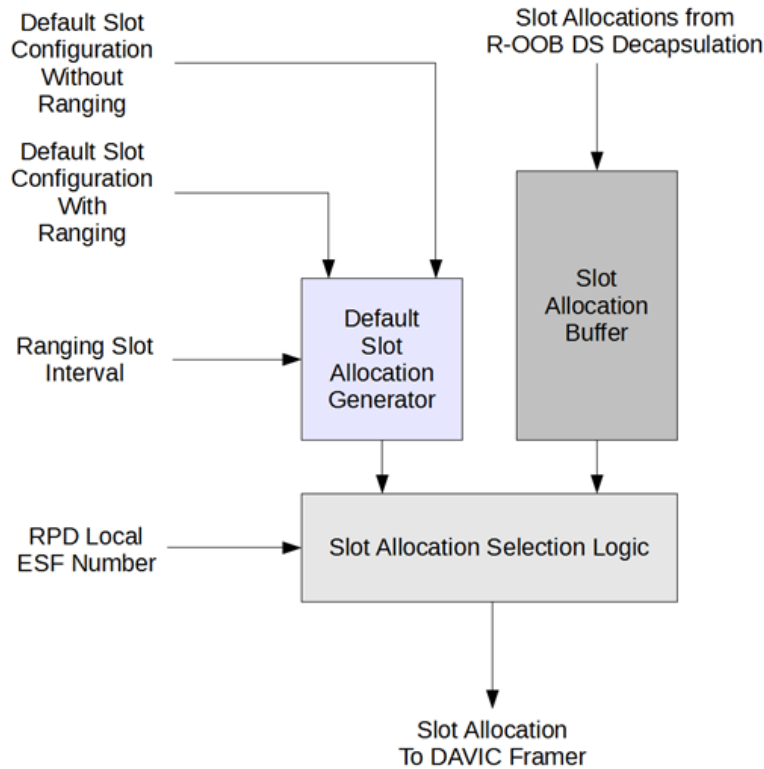 Default Slot
Configuration
Without
Ranging
Slot Allocations from
R-OOB DS Decapsulation
Default Slot
Configuration
With
Ranging
Slot
Allocation
Buffer
Default
Slot
Allocation
Generator
Ranging Slot
Interval
RPD Local
ESF Number
Slot Allocation Selection Logic
Slot Allocation
To DAVIC Framer